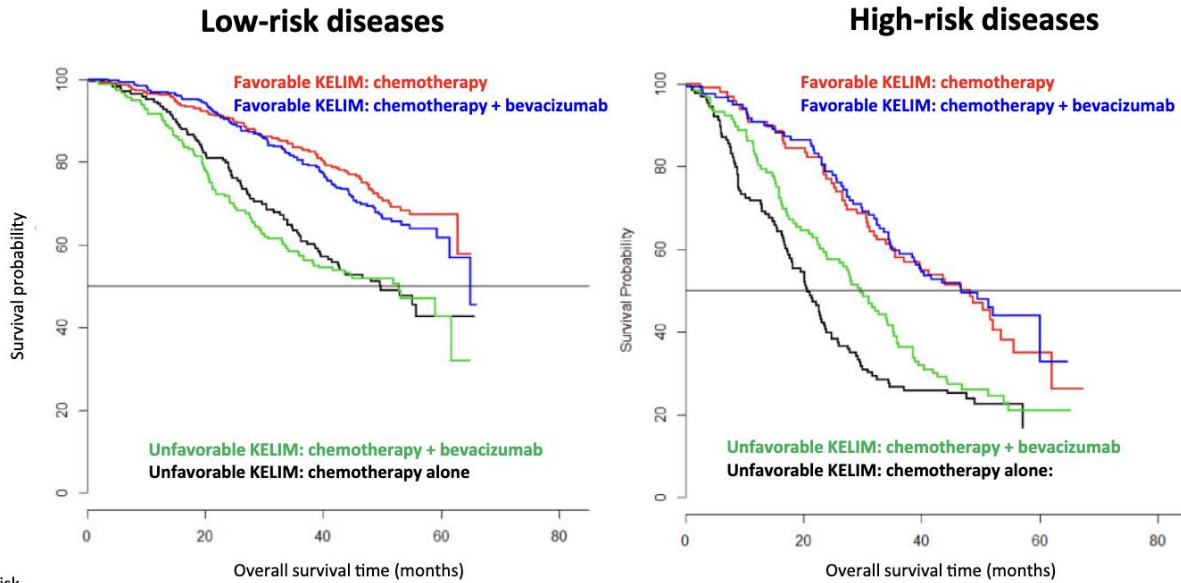 Low-risk diseases
Favorable KELIM: chemotherapy
Favorable KELIM: chemotherapy + bevacizumab
Survival probability
100
80
60
40
20
0
Unfavorable KELIM: chemotherapy + bevacizumab
Unfavorable KELIM: chemotherapy alone
0 20 40 60 80
Overall survival time (months)
risk
High-risk diseases
Favorable KELIM: chemotherapy
Favorable KELIM: chemotherapy + bevacizumab
Survival Probability
100
80
60
40
20
0
Unfavorable KELIM: chemotherapy + bevacizumab
Unfavorable KELIM: chemotherapy alone:
0 20 40 60 80
Overall survival time (months)